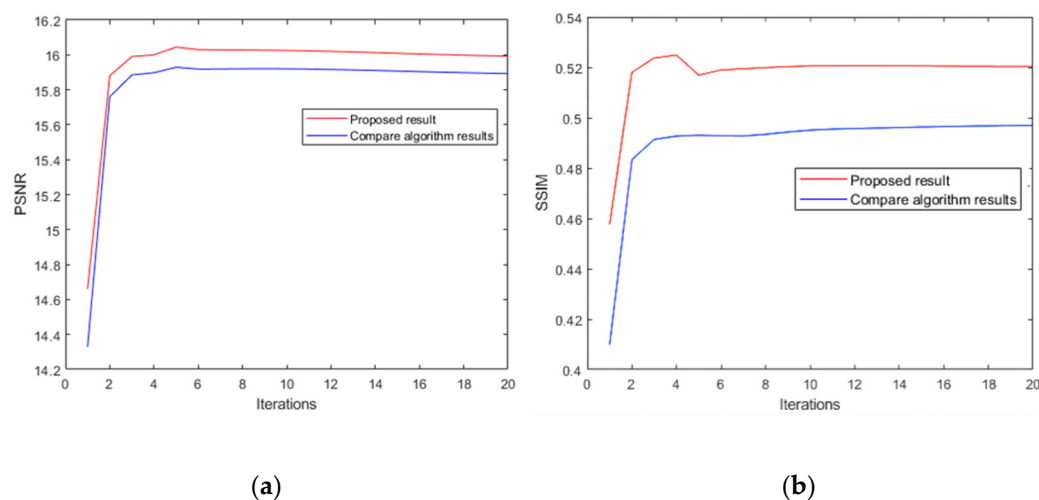 16.2
16
15.8
15.6
15.4
15.2
15
14.8
14.6
14.4
14.2
PSNR
0 2 4 6 8 10 12 14 16 18 20
Iterations
Proposed result
Compare algorithm results
(a)
0.54
0.52
0.5
0.48
0.46
0.44
0.42
0.4
SSIM
0 2 4 6 8 10 12 14 16 18 20
Iterations
Proposed result
Compare algorithm results
(b)